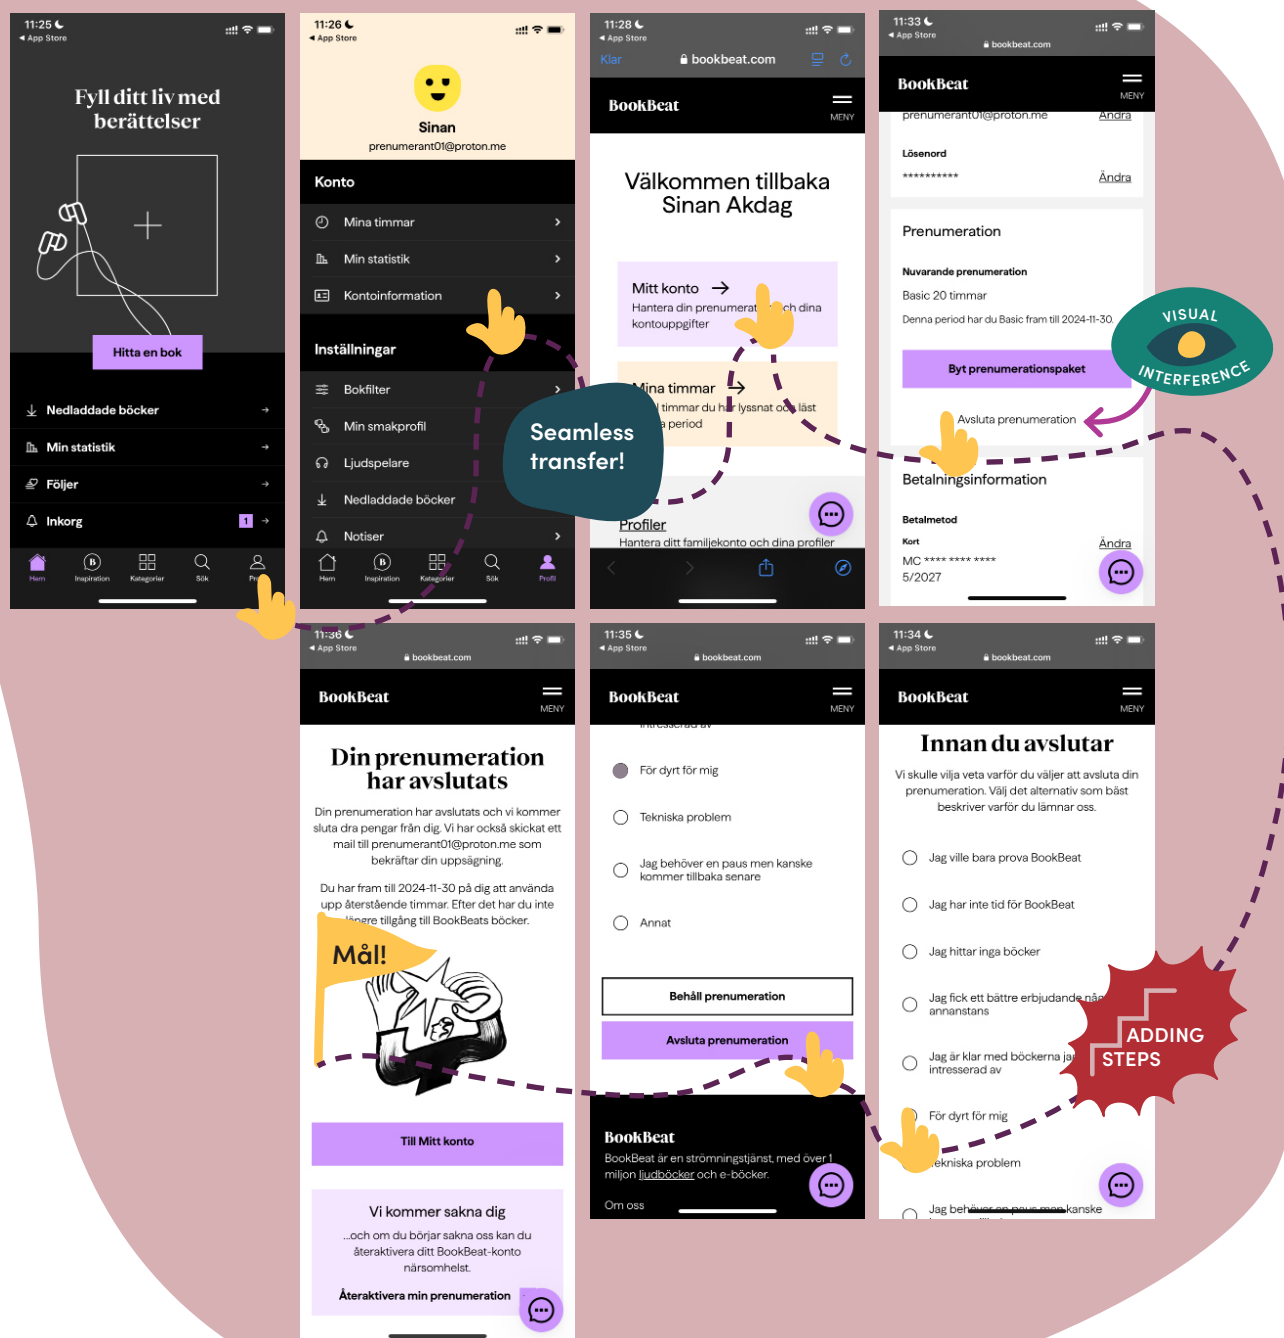 11:25
◄ App Store
Fyll ditt liv med
berättelser
Hitta en bok
Nedladdade böcker
Min statistik
Följer
Inkorg
1
Hem
Inspiration
Kategorier
Sök
11:26
◄ App Store
Sinan
prenumerant01@proton.me
Konto
Mina timmar
Min statistik
Kontoinformation
Inställningar
Bokfilter
Min smakprofil
Ljudspelare
Nedladdade böcker
Notiser
Hem
Inspiration
Kategorier
Sök
Profil
Seamless
transfer!
11:28
◄ App Store
Klar
bookbeat.com
BookBeat
MENY
Välkommen tillbaka
Sinan Akdag
Mitt konto
Hantera din prenumerat ch dina
kontouppgifter
Mina timmar
timmar du har lyssnat och läst
period
Profiler
Hantera ditt familjekonto och dina profiler
11:33
◄ App Store
bookbeat.com
BookBeat
MENY
prenumerant01@proton.me
Ändra
Lösenord
**********
Ändra
Prenumeration
Nuvarande prenumeration
Basic 20 timmar
Denna period har du Basic fram till 2024-11-30.
Byt prenumerationspaket
Avsluta prenumeration
VISUAL
INTERFERENCE
Betalningsinformation
Betalmetod
Kort
Ändra
MC **** **** ****
5/2027
11:36
◄ App Store
bookbeat.com
BookBeat
MENY
Din prenumeration
har avslutats
Din prenumeration har avslutats och vi kommer
sluta dra pengar från dig. Vi har också skickat ett
mail till prenumerant01@proton.me som
bekräftar din uppsägning.
Du har fram till 2024-11-30 på dig att använda
upp återstående timmar. Efter det har du inte
längre tillgång till BookBeats böcker.
Mål!
Till Mitt konto
Vi kommer sakna dig
...och om du börjar sakna oss kan du
återaktivera ditt BookBeat-konto
närsomhelst.
Återaktivera min prenumeration
11:35
◄ App Store
bookbeat.com
BookBeat
MENY
intresserad av
För dyrt för mig
Tekniska problem
Jag behöver en paus men kanske
kommer tillbaka senare
Annat
Behåll prenumeration
Avsluta prenumeration
BookBeat
BookBeat är en strömningstjänst, med över 1
miljon ljudböcker och e-böcker.
Om oss
11:34
◄ App Store
bookbeat.com
BookBeat
MENY
Innan du avslutar
Vi skulle vilja veta varför du väljer att avsluta din
prenumeration. Välj det alternativ som bäst
beskriver varför du lämnar oss.
Jag ville bara prova BookBeat
Jag har inte tid för BookBeat
Jag hittar inga böcker
Jag fick ett bättre erbjudande
annanstans
Jag är klar med böckerna
intresserad av
För dyrt för mig
Tekniska problem
Jag behöver en paus men kanske
ADDING
STEPS